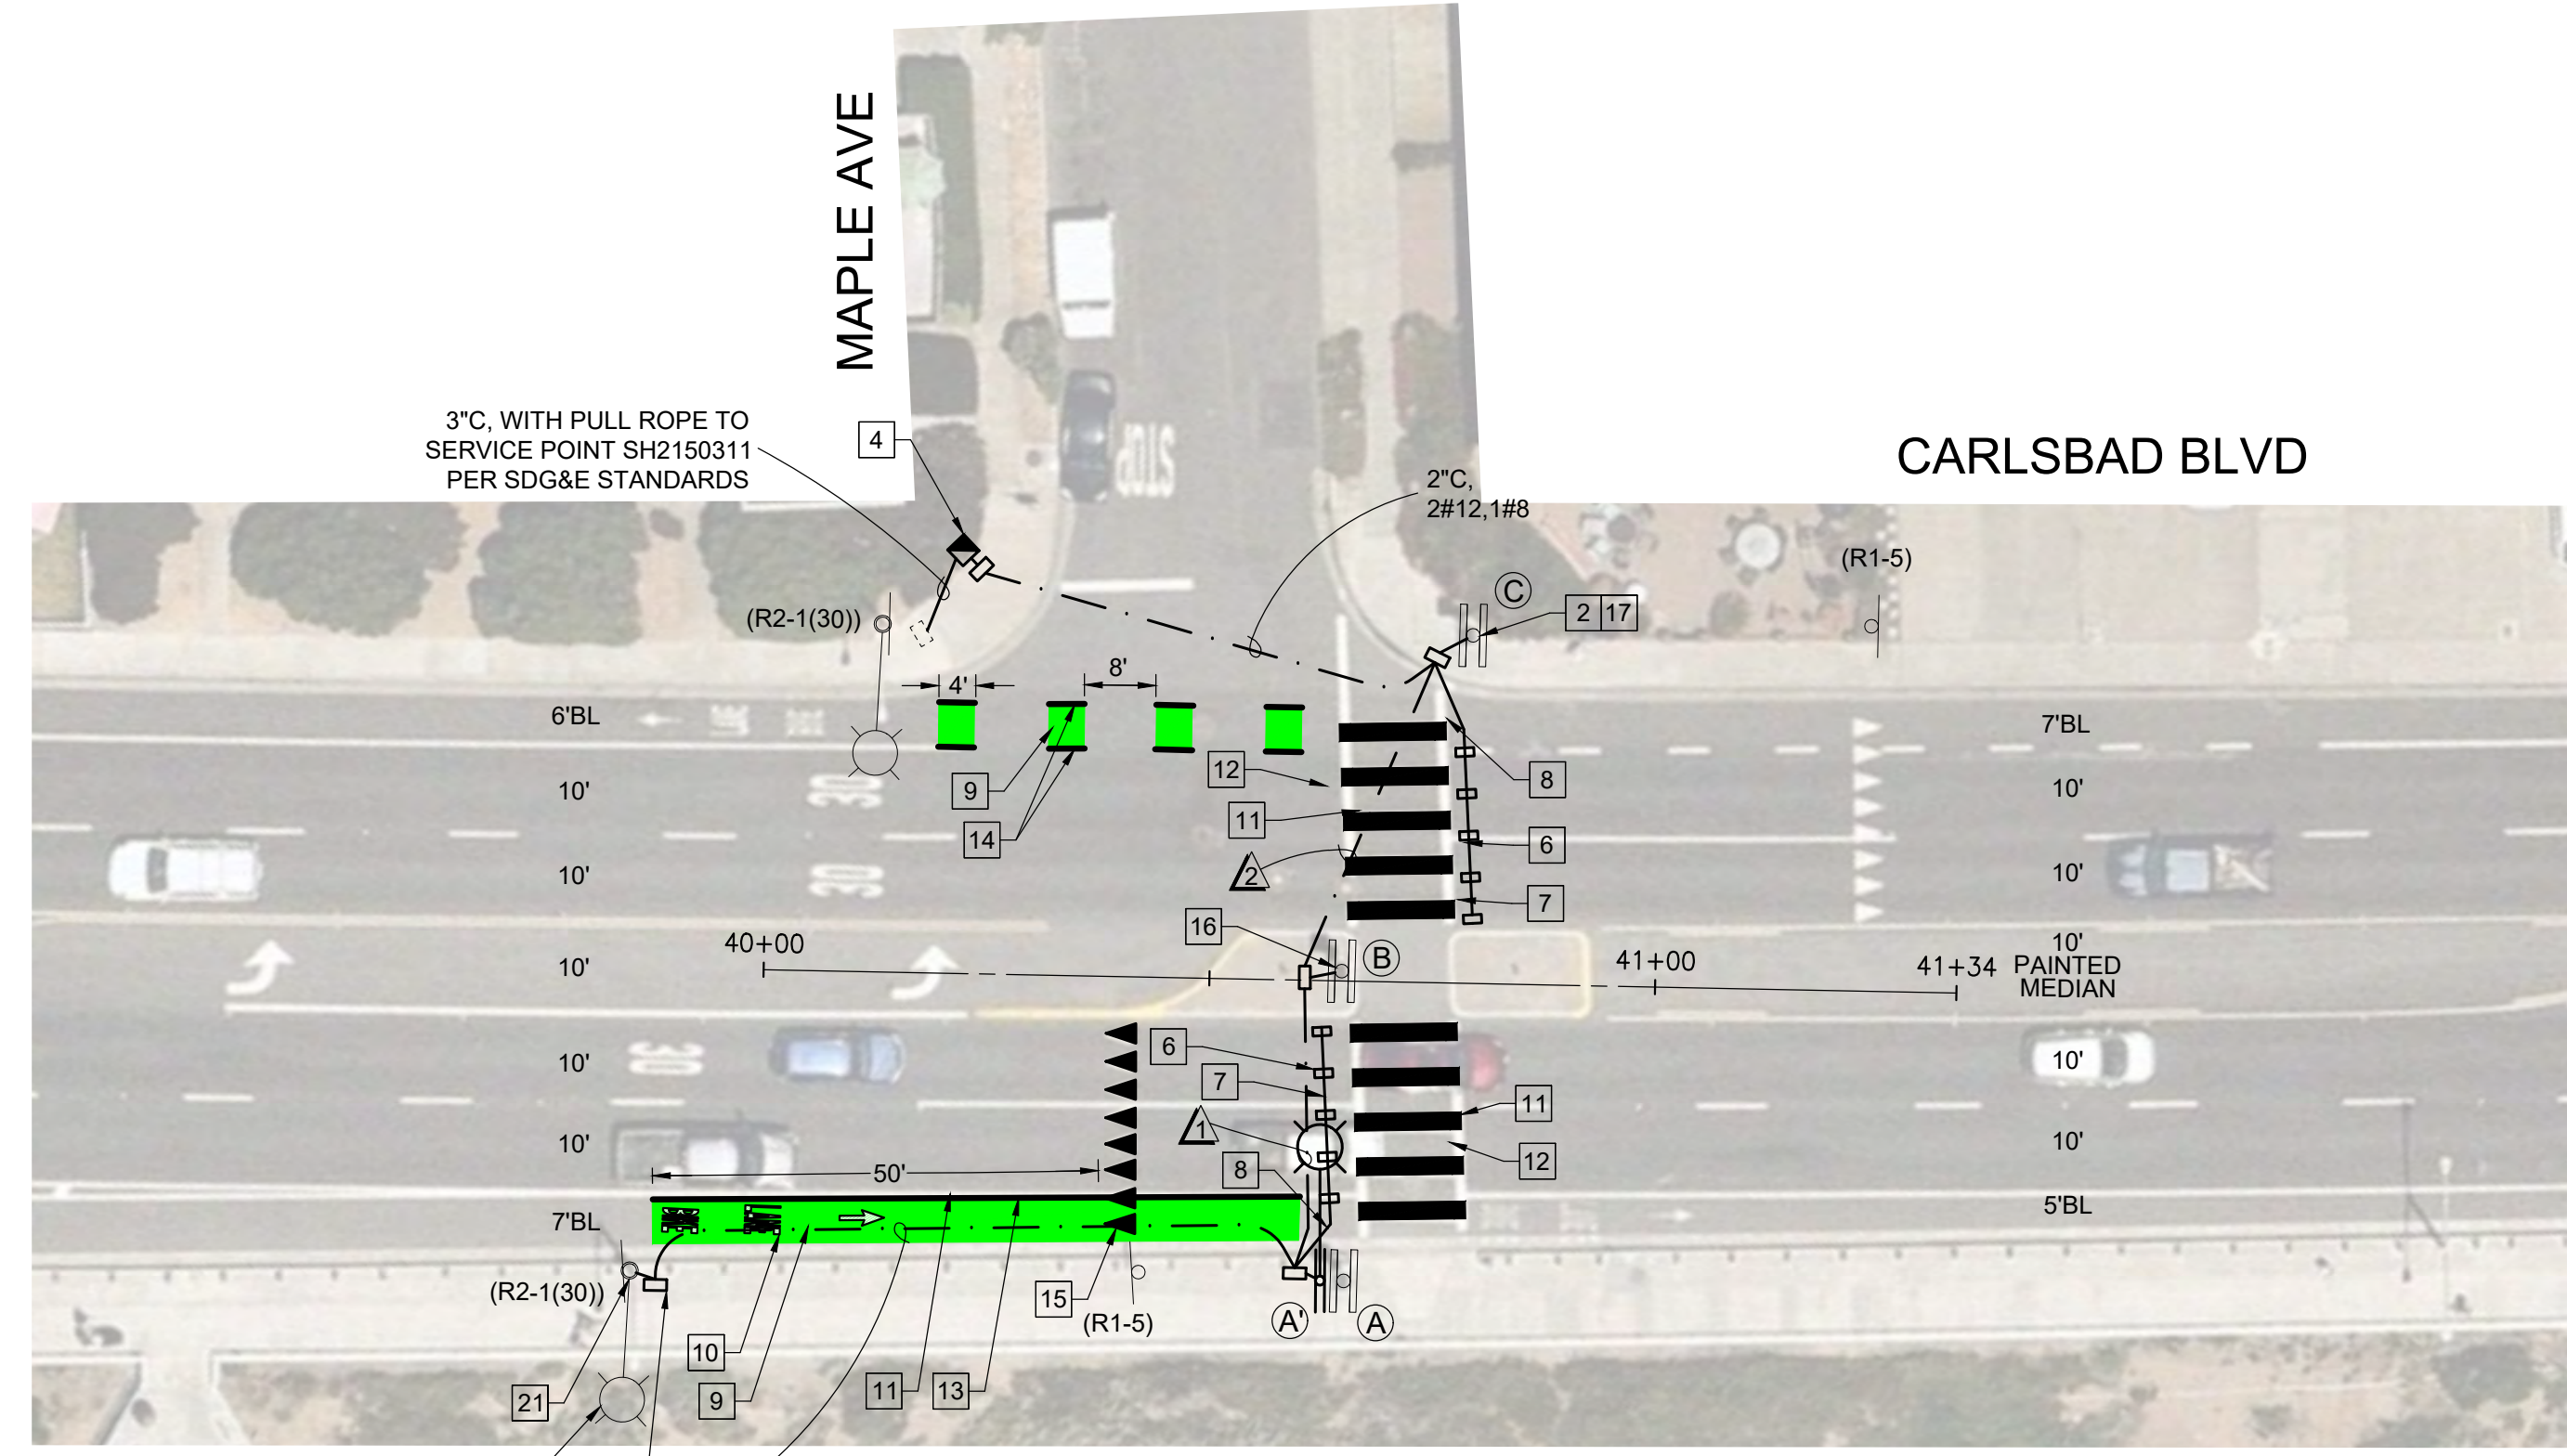 MAPLE AVE
CARLSBAD BLVD
3"C, WITH PULL ROPE TO
SERVICE POINT SH2150311
PER SDG&E STANDARDS
4
STOP
2"C,
2#12,1#8
(R1-5)
C
2 17
(R2-1(30))
8'
4'
6'BL
7'BL
12
8
9
10'
30
10'
11
14
6
2
10'
30
10'
7
16
B
40+00
10'
41+00
41+34
10'
PAINTED
MEDIAN
6
10'
30
10'
7
11
1
10'
10'
12
50'
8
7'BL
5'BL
(R2-1(30))
15
(R1-5)
A'
A
10
21
9
11
13